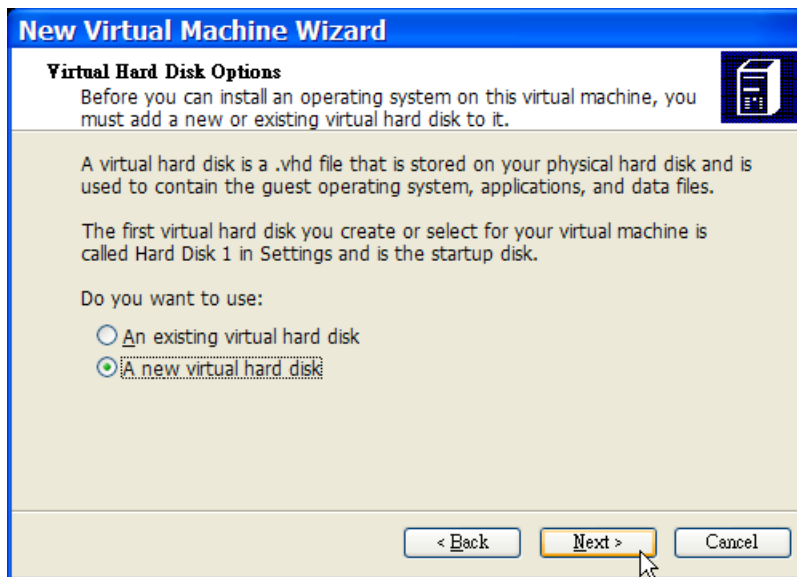 New Virtual Machine Wizard
Virtual Hard Disk Options
Before you can install an operating system on this virtual machine, you
must add a new or existing virtual hard disk to it.
A virtual hard disk is a .vhd file that is stored on your physical hard disk and is
used to contain the guest operating system, applications, and data files.
The first virtual hard disk you create or select for your virtual machine is
called Hard Disk 1 in Settings and is the startup disk.
Do you want to use:
An existing virtual hard disk
A new virtual hard disk
< Back
Next >
Cancel